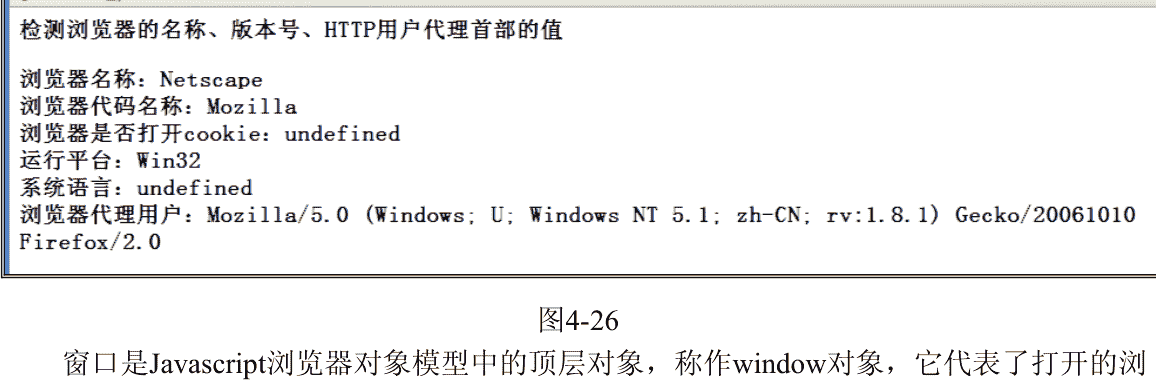 检测浏览器的名称、版本号、HTTP用户代理首部的值
浏览器名称：Netscape
浏览器代码名称：Mozilla
浏览器是否打开cookie：undefined
运行平台：Win32
系统语言：undefined
浏览器代理用户：Mozilla/5.0 (Windows; U; Windows NT 5.1; zh-CN; rv:1.8.1) Gecko/20061010
Firefox/2.0
图4-26
窗口是Javascript浏览器对象模型中的顶层对象，称作window对象，它代表了打开的浏